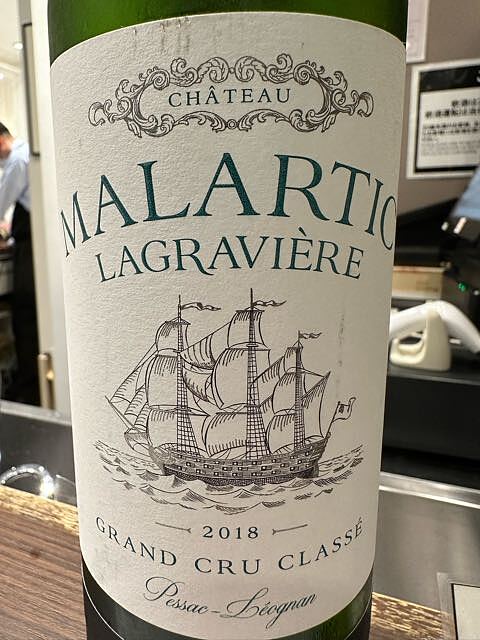 CHÂTEAU
MALARTIC
LAGRAVIÈRE
2018
GRAND CRU CLASSÉ
Pessac-Léognan